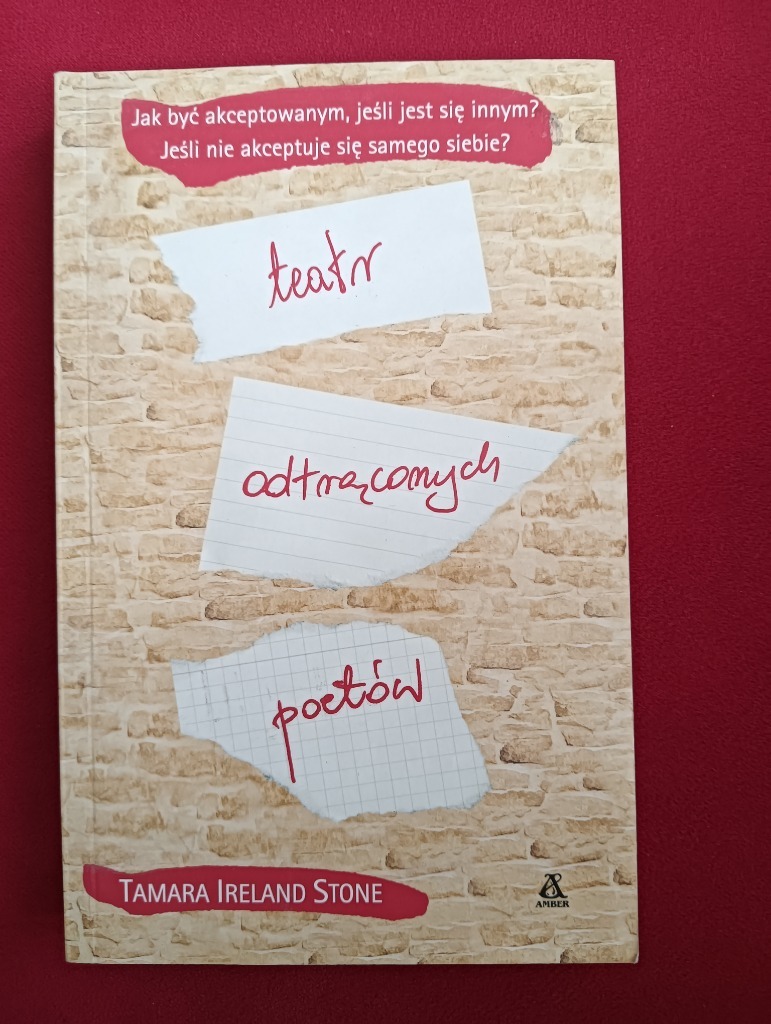 Jak być akceptowanym, jeśli jest się innym?
Jeśli nie akceptuje się samego siebie?
teatr
odtrąconych
poetów
TAMARA IRELAND STONE
AMBER